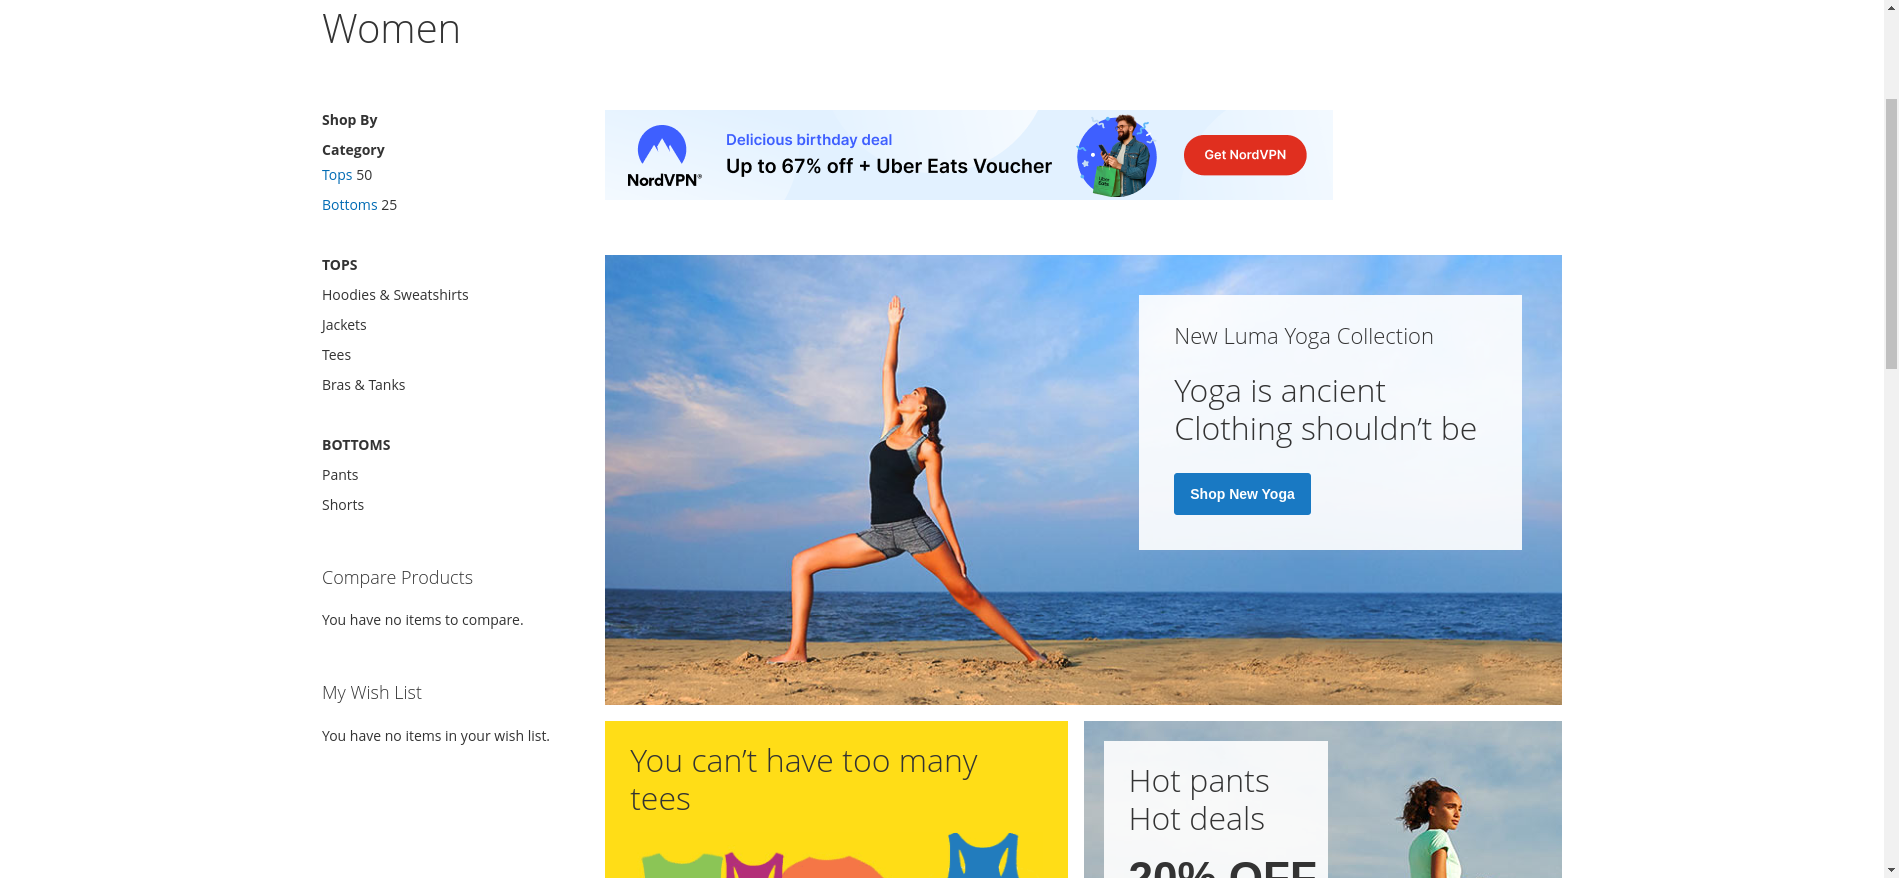 Women
Shop By
Category
Tops 50
Bottoms 25
TOPS
Hoodies & Sweatshirts
Jackets
Tees
Bras & Tanks
BOTTOMS
Pants
Shorts
Compare Products
You have no items to compare.
My Wish List
You have no items in your wish list.
NordVPN®
Delicious birthday deal
Up to 67% off + Uber Eats Voucher
Uber
Eats
Get NordVPN
New Luma Yoga Collection
Yoga is ancient
Clothing shouldn’t be
Shop New Yoga
You can’t have too many
tees
Hot pants
Hot deals
20% OFF